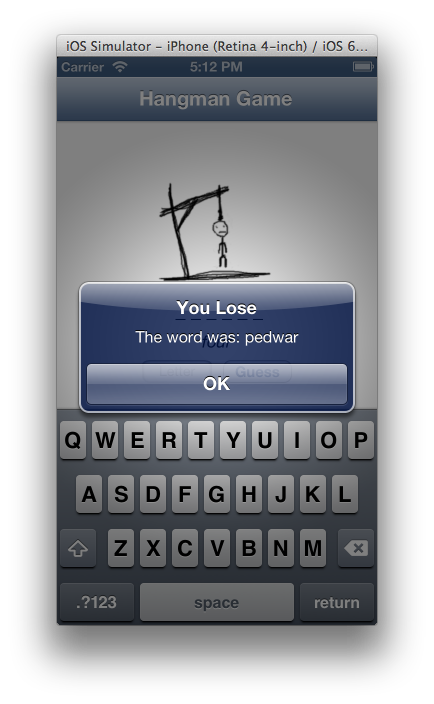 iOS Simulator – iPhone (Retina 4-inch) / iOS 6...
Carrier 5:12 PM
Hangman Game
You Lose
The word was: pedwar
four
Guess
OK
Q W E R T Y U I O P
A S D F G H J K L
Z X C V B N M
.?123 space return